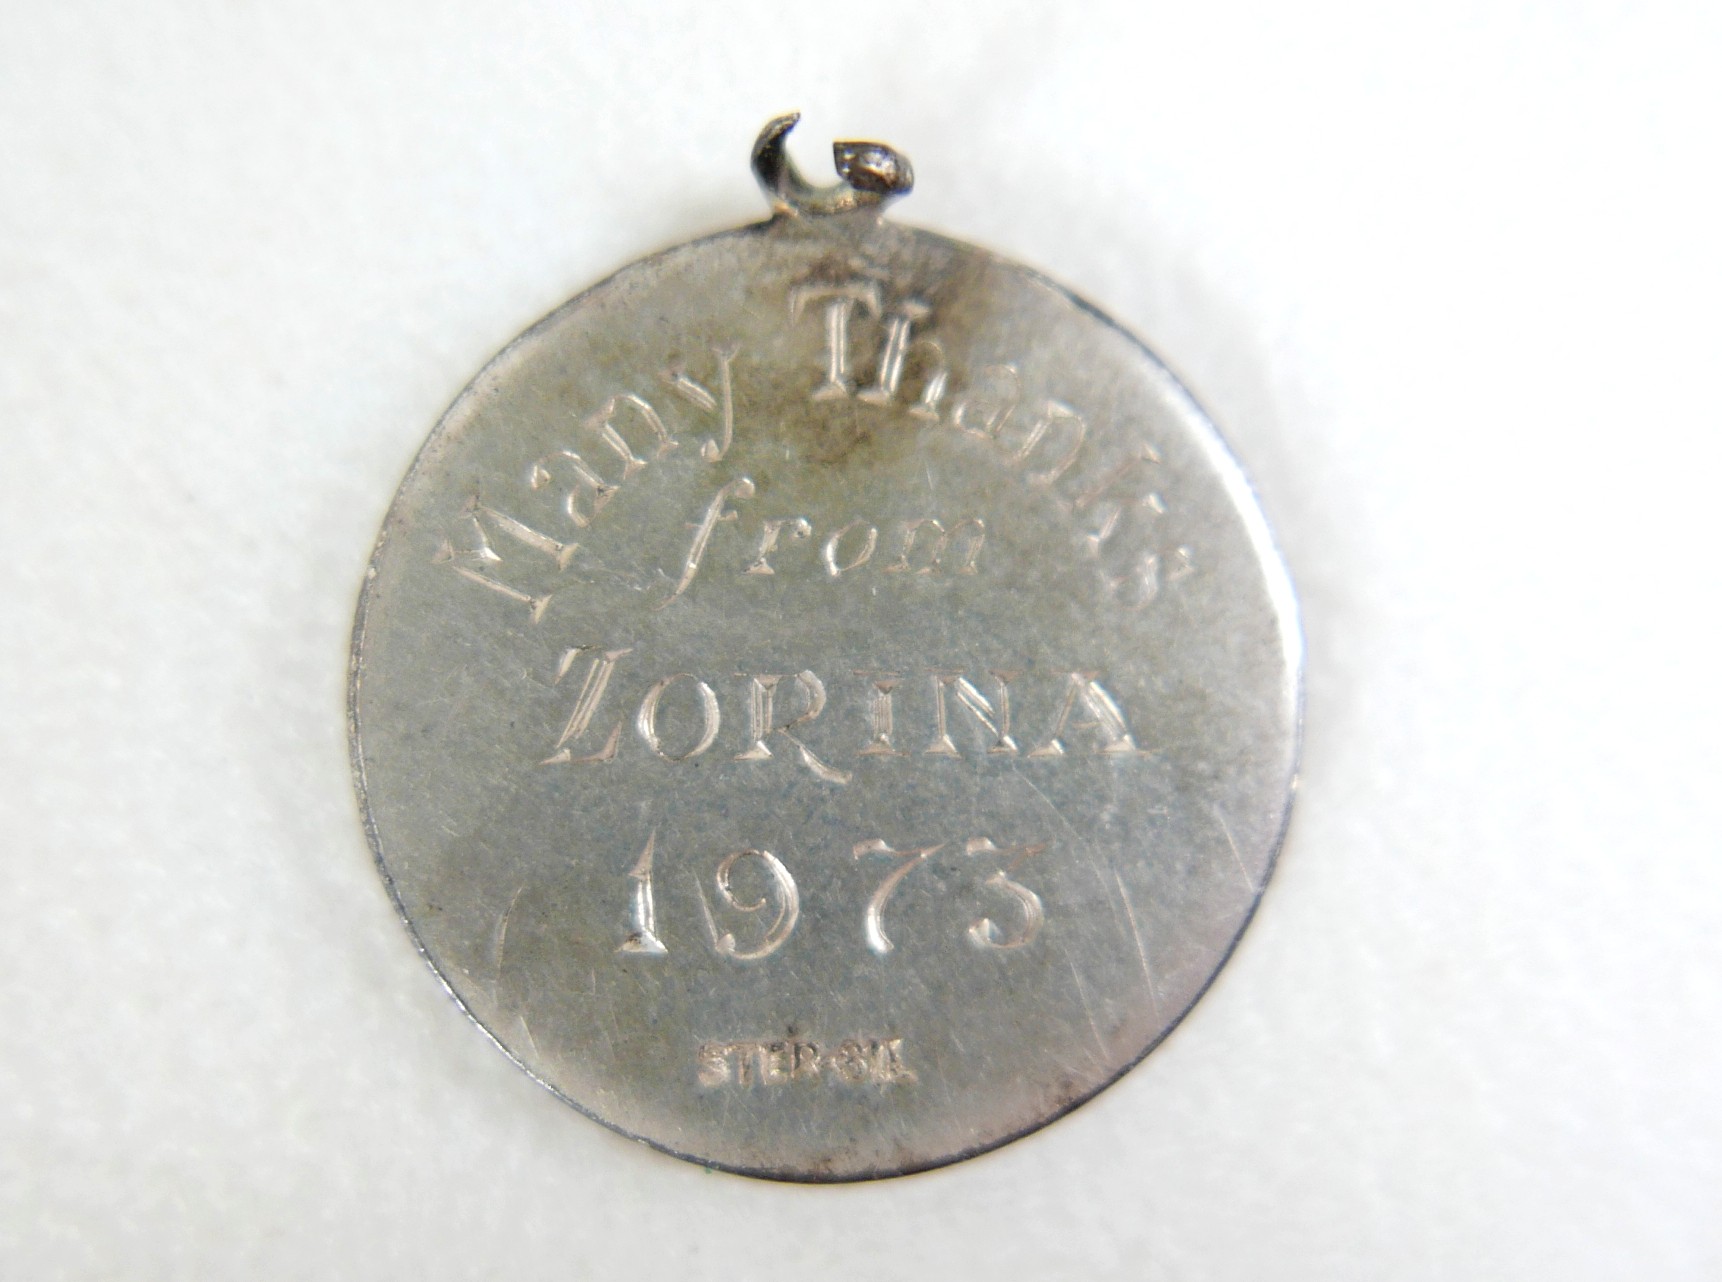 Many Thanks
from
ZORINA
1973
STER·SIL